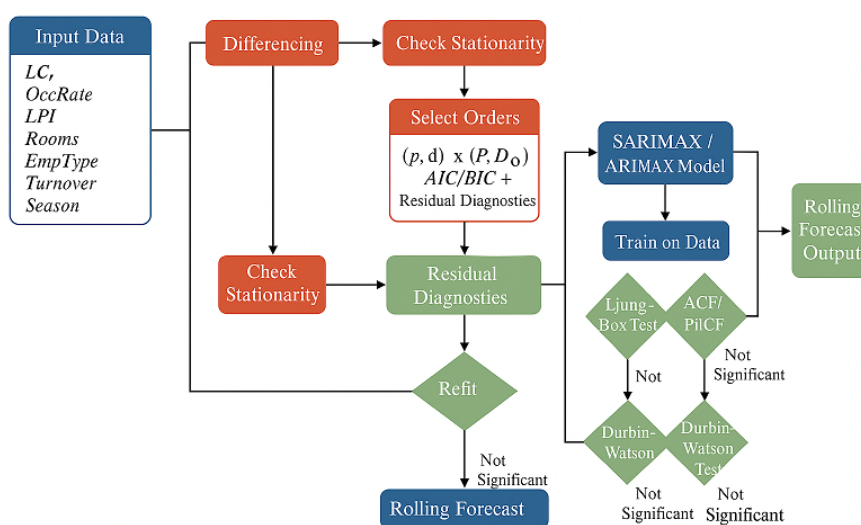 Input Data
LC,
OccRate
LPI
Rooms
EmpType
Turnover
Season
Differencing
Check Stationarity
Select Orders
(p, d) x (P, D₀)
AIC/BIC +
Residual Diagnosties
Check
Stationarity
Residual
Diagnosties
Refit
Not
Significant
Rolling Forecast
SARIMAX /
ARIMAX Model
Train on Data
Ljung-
Box Test
ACF/
PilCF
Not
Not
Significant
Durbin-
Watson
Durbin-
Watson
Test
Not
Significant
Not
Significant
Rolling
Forecast
Output